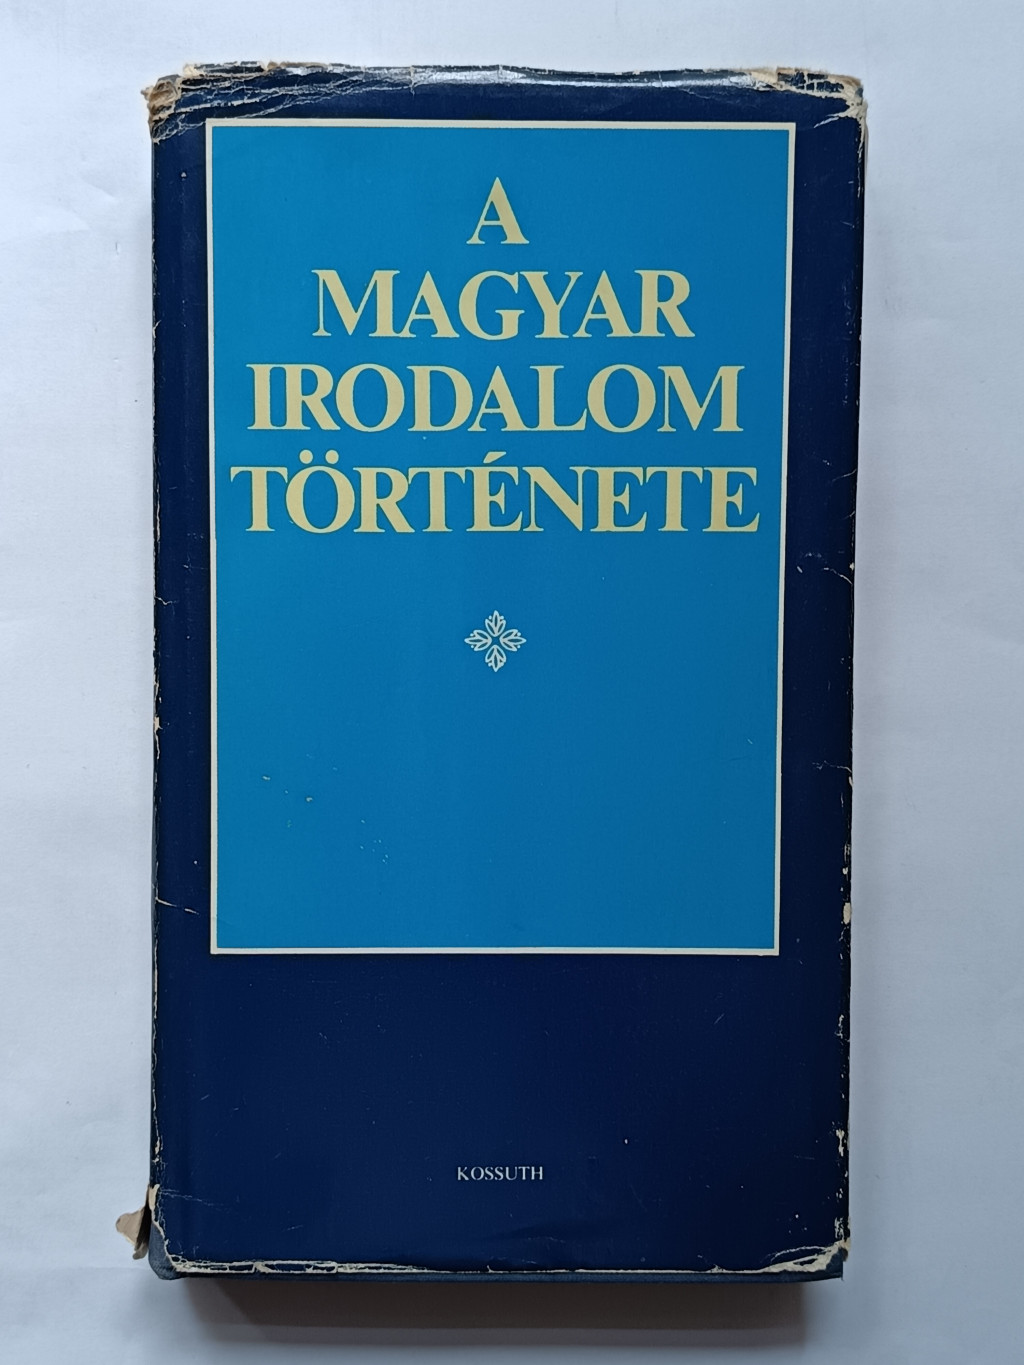 A
MAGYAR
IRODALOM
TÖRTÉNETE
KOSSUTH